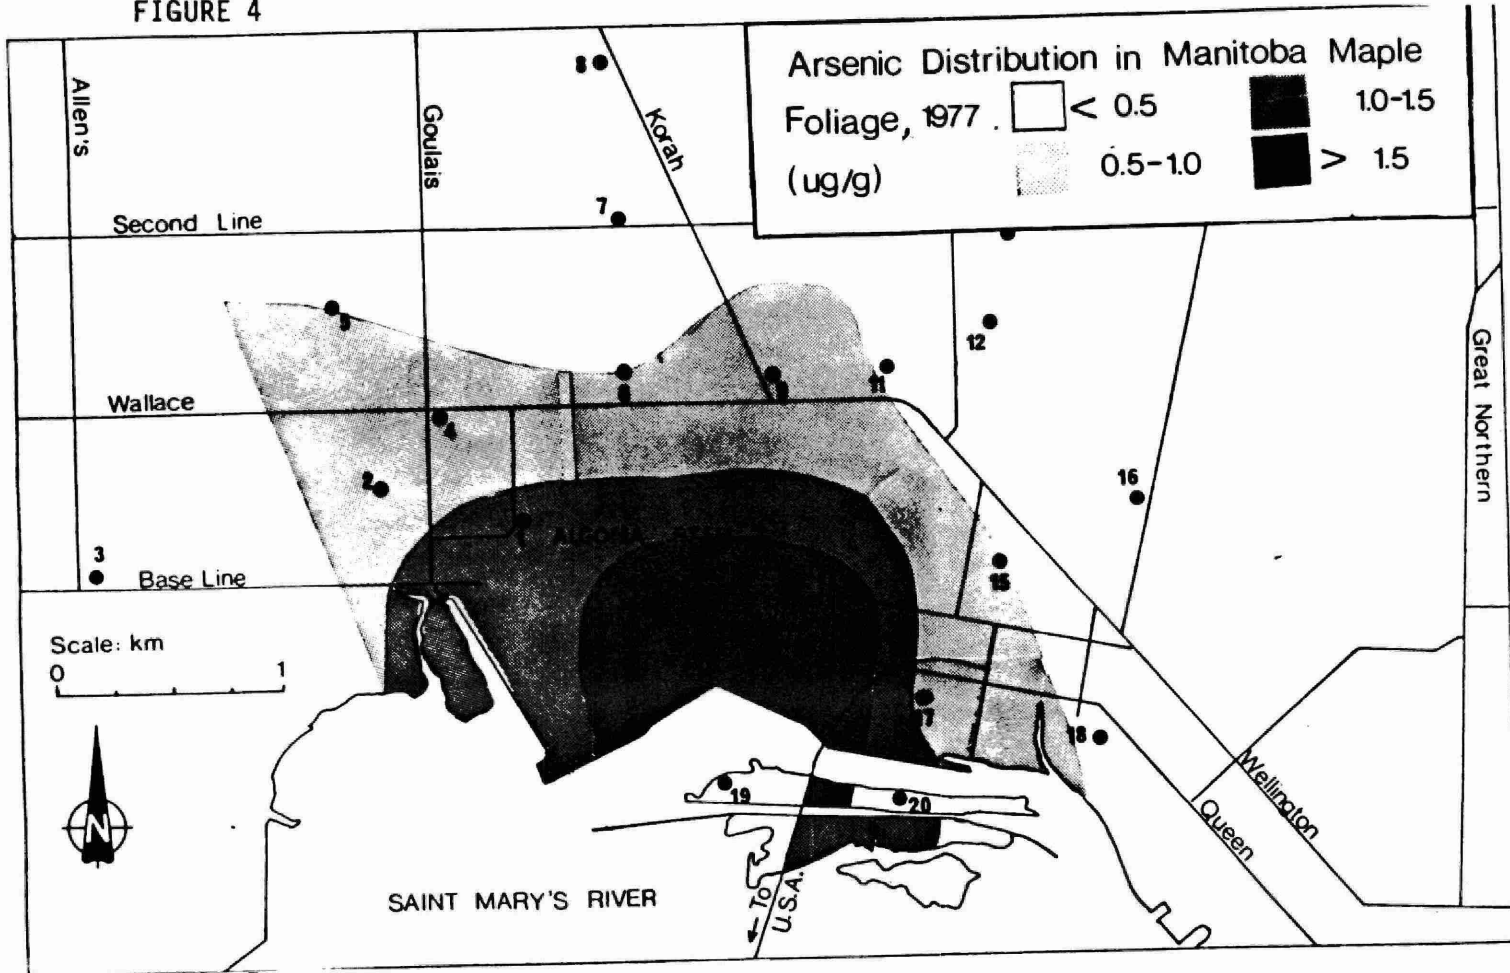 FIGURE 4
Arsenic Distribution in Manitoba Maple
Foliage, 1977.
(ug/g)
< 0.5
1.0-1.5
0.5-1.0
> 1.5
Allen's
Goulais
Korah
8
7
Second Line
5
12
11
Wallace
4
2
16
Great Northern
1
ALGOMA
3
Base Line
15
Scale: km
0 1
17
18
19
20
N
Wellington
Queen
SAINT MARY'S RIVER
← To
U.S.A.